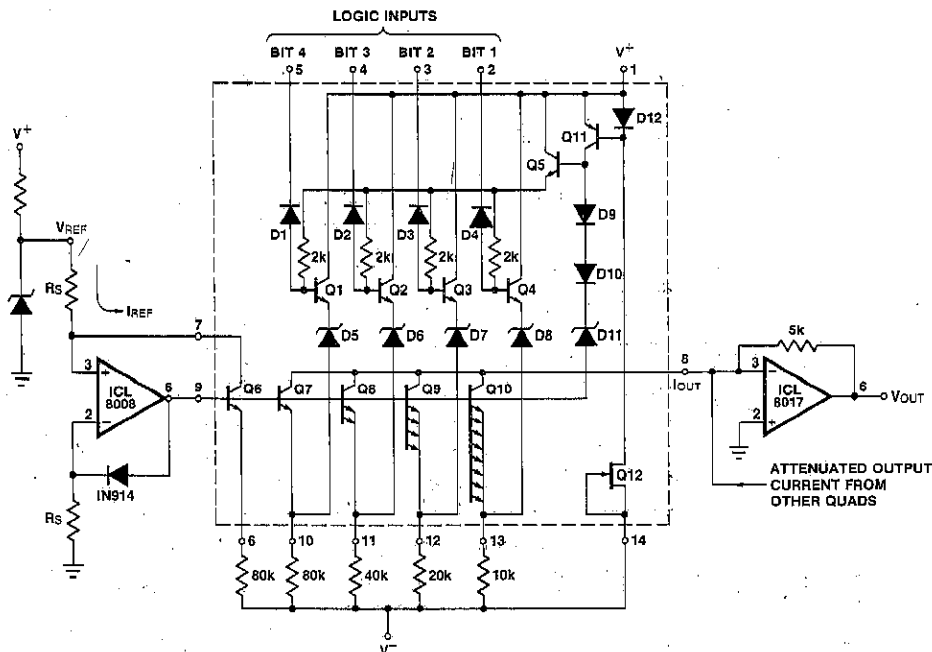 LOGIC INPUTS
BIT 4 BIT 3 BIT 2 BIT 1 V+
5 4 3 2 1
D12
Q11
Q5
V+
D9
VREF
D1 D2 D3 D4
2k 2k 2k 2k
D10
RS
IREF
Q1 Q2 Q3 Q4
7
D5 D6 D7 D8 D11
5k
8
IOUT
3
ICL
8008
6 9
Q6 Q7 Q8 Q9 Q10
2
3
ICL
8017
6
VOUT
2
IN914
Q12
ATTENUATED OUTPUT
CURRENT FROM
OTHER QUADS
RS
6 10 11 12 13 14
80k 80k 40k 20k 10k
V-